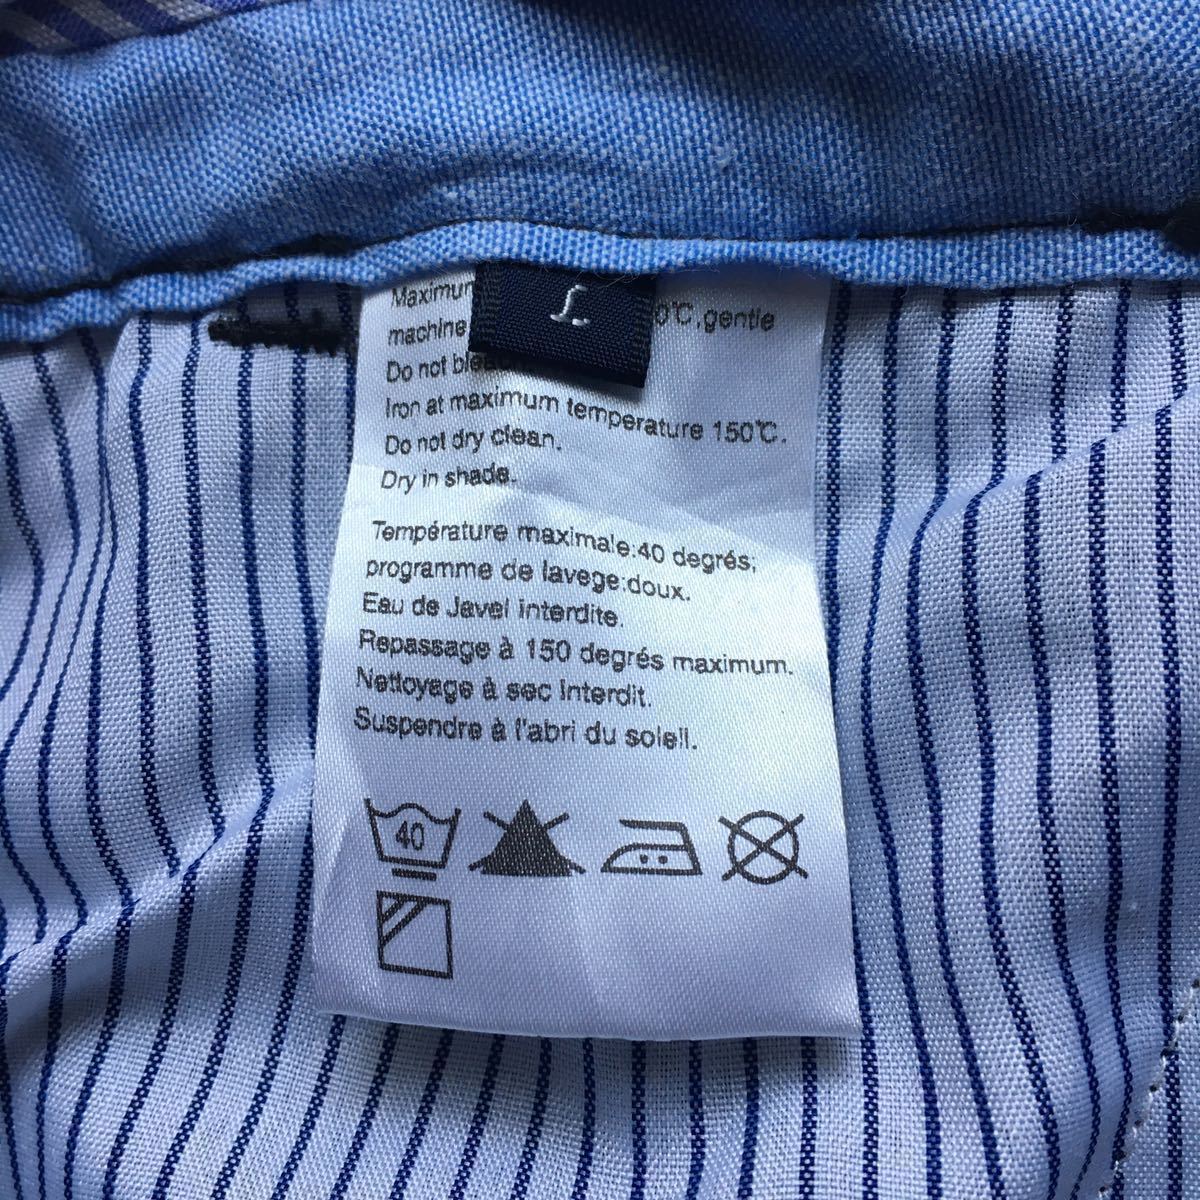 L
Maximum 0℃,gentle
machine
Do not bleach
Iron at maximum temperature 150℃.
Do not dry clean.
Dry in shade.
Température maximale:40 degrés;
programme de lavege:doux.
Eau de Javel interdite.
Repassage à 150 degrés maximum.
Nettoyage à sec interdit.
Suspendre à l'abri du soleil.
40